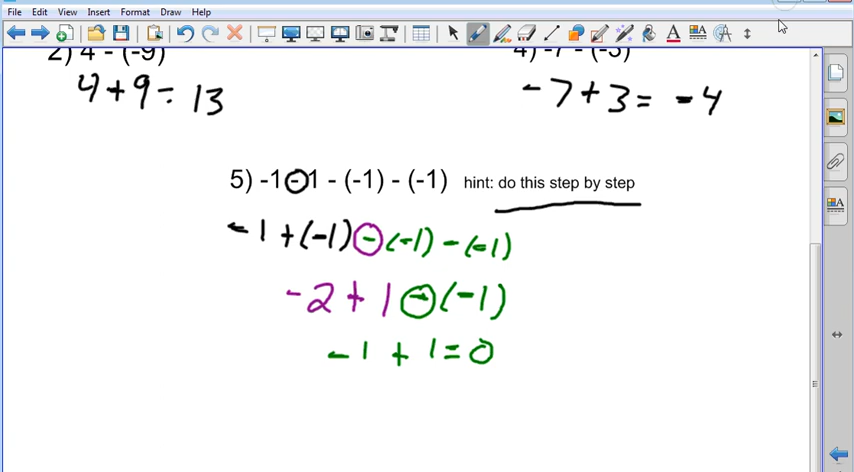 File Edit View Insert Format Draw Help
2) 4 - (-9)
4) -7 - (-3)
4 + 9 = 13
-7 + 3 = -4
5) -1 - 1 - (-1) - (-1) hint: do this step by step
-1 + (-1) - (-1) - (-1)
-2 + 1 - (-1)
-1 + 1 = 0